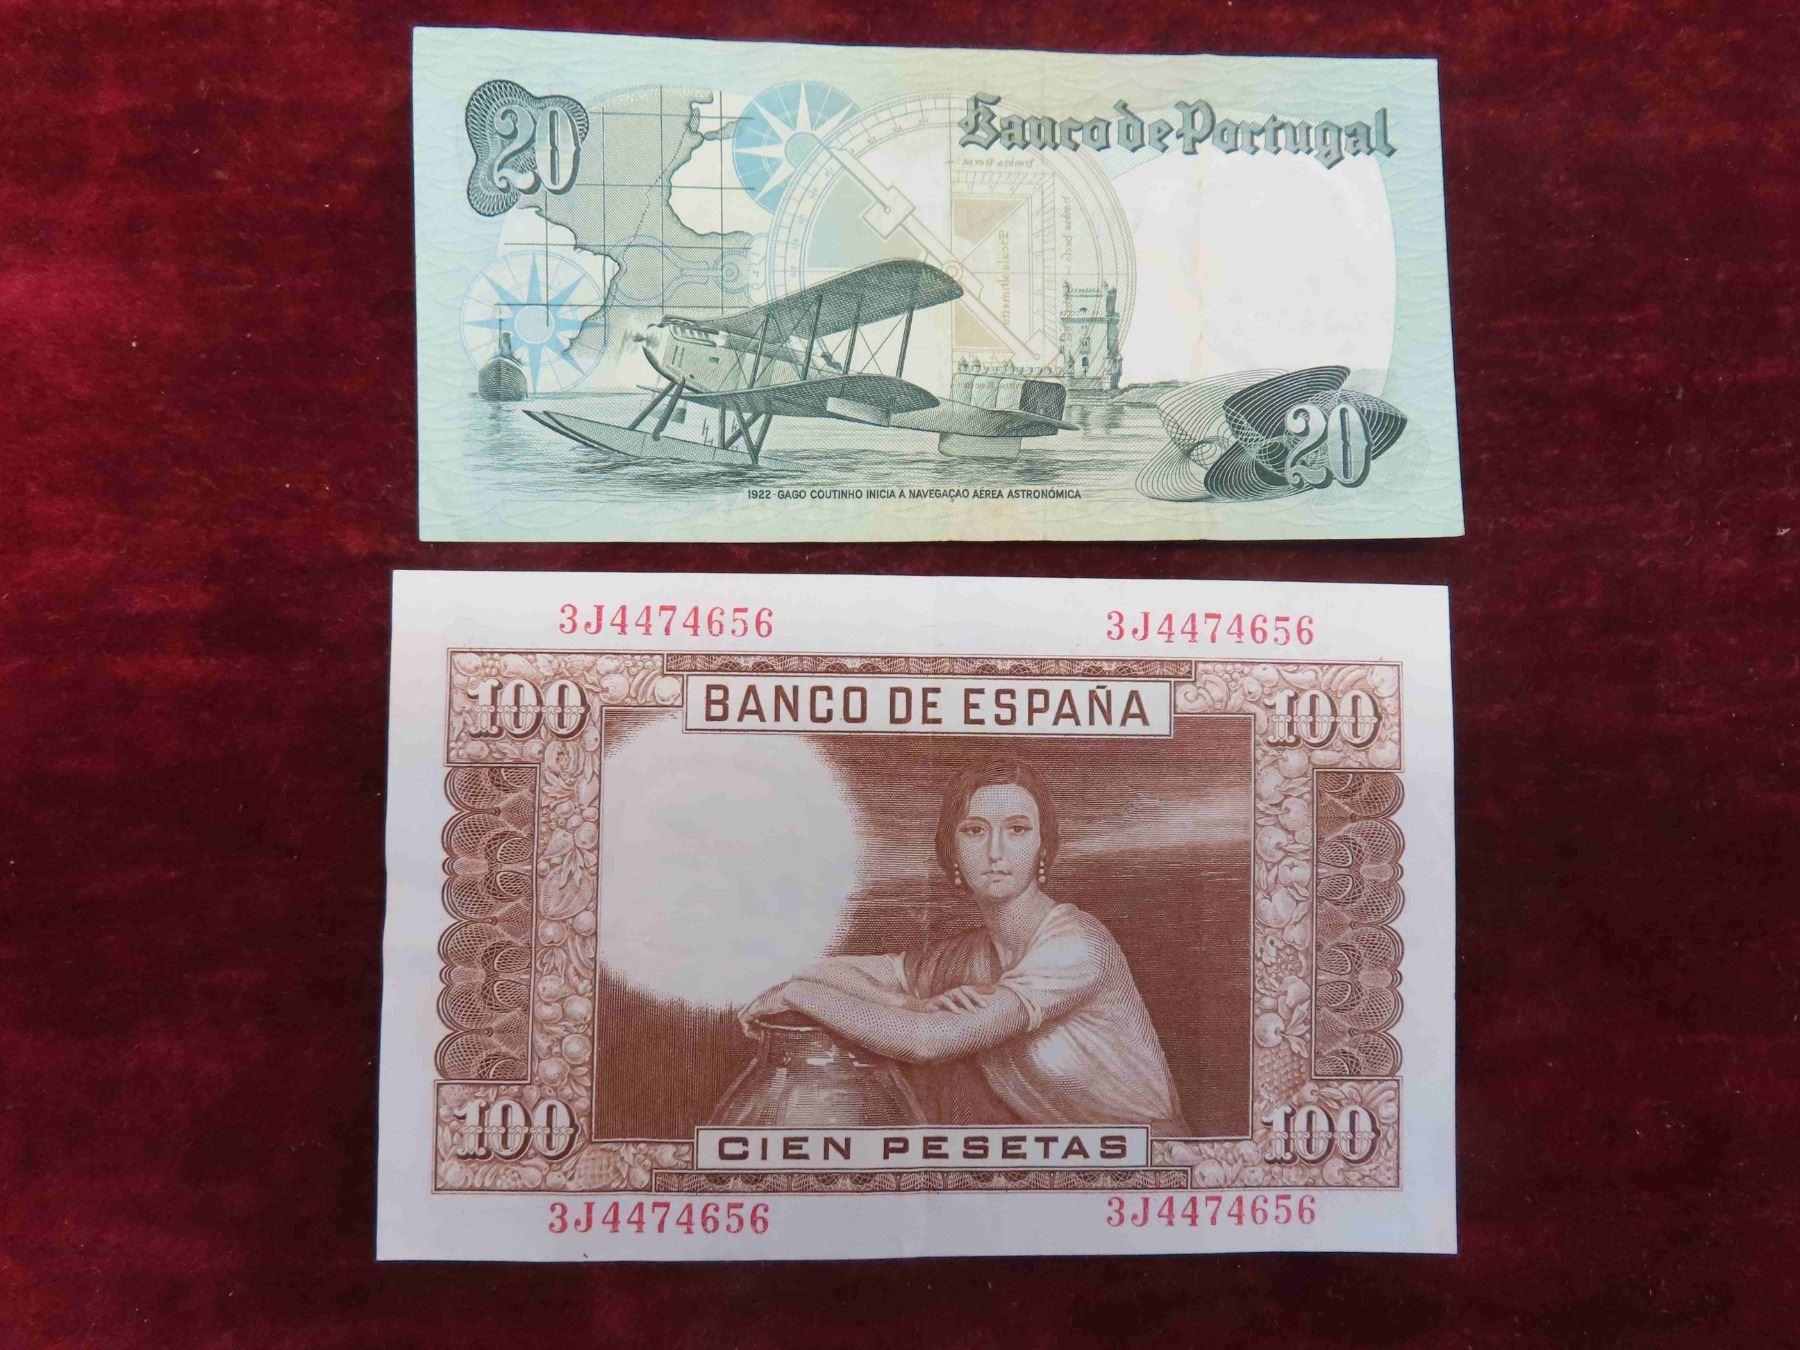 20
Banco de Portugal
20
1922 - GAGO COUTINHO INICIA A NAVEGAÇÃO AÉREA ASTRONÓMICA
3J4474656 3J4474656
100 BANCO DE ESPAÑA 100
100 CIEN PESETAS 100
3J4474656 3J4474656